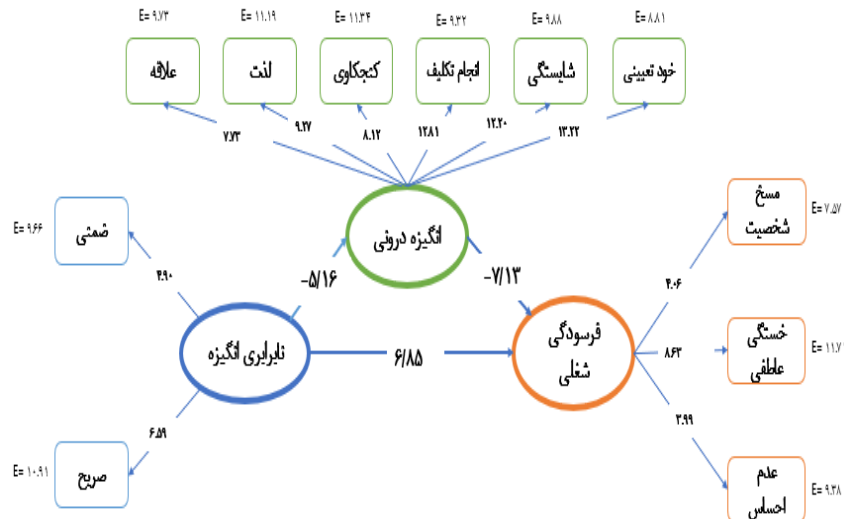 E= ۹.۷۳
E= ۱۱.۱۹
E= ۱۱.۳۴
E= ۹.۳۲
E= ۹.۸۸
E= ۸.۸۱
علاقه
لذت
کنجکاوی
انجام تکلیف
شایستگی
خود تعیینی
۷.۷۳
۹.۲۷
۸.۱۲
۱۲.۸۱
۱۲.۲۰
۱۳.۲۲
انگیزه درونی
E= ۹.۶۶
ضمنی
۴.۹۰
-۵/۱۶
-۷/۱۳
نابرابری انگیزه
۶/۸۵
فرسودگی
شغلی
۶.۵۹
E= ۱۰.۹۱
صریح
مسخ
شخصیت
E= ۷.۵۷
۴.۰۶
خستگی
عاطفی
E= ۱۱.۷
۸.۶۳
۳.۹۹
عدم
احساس
E= ۹.۳۸